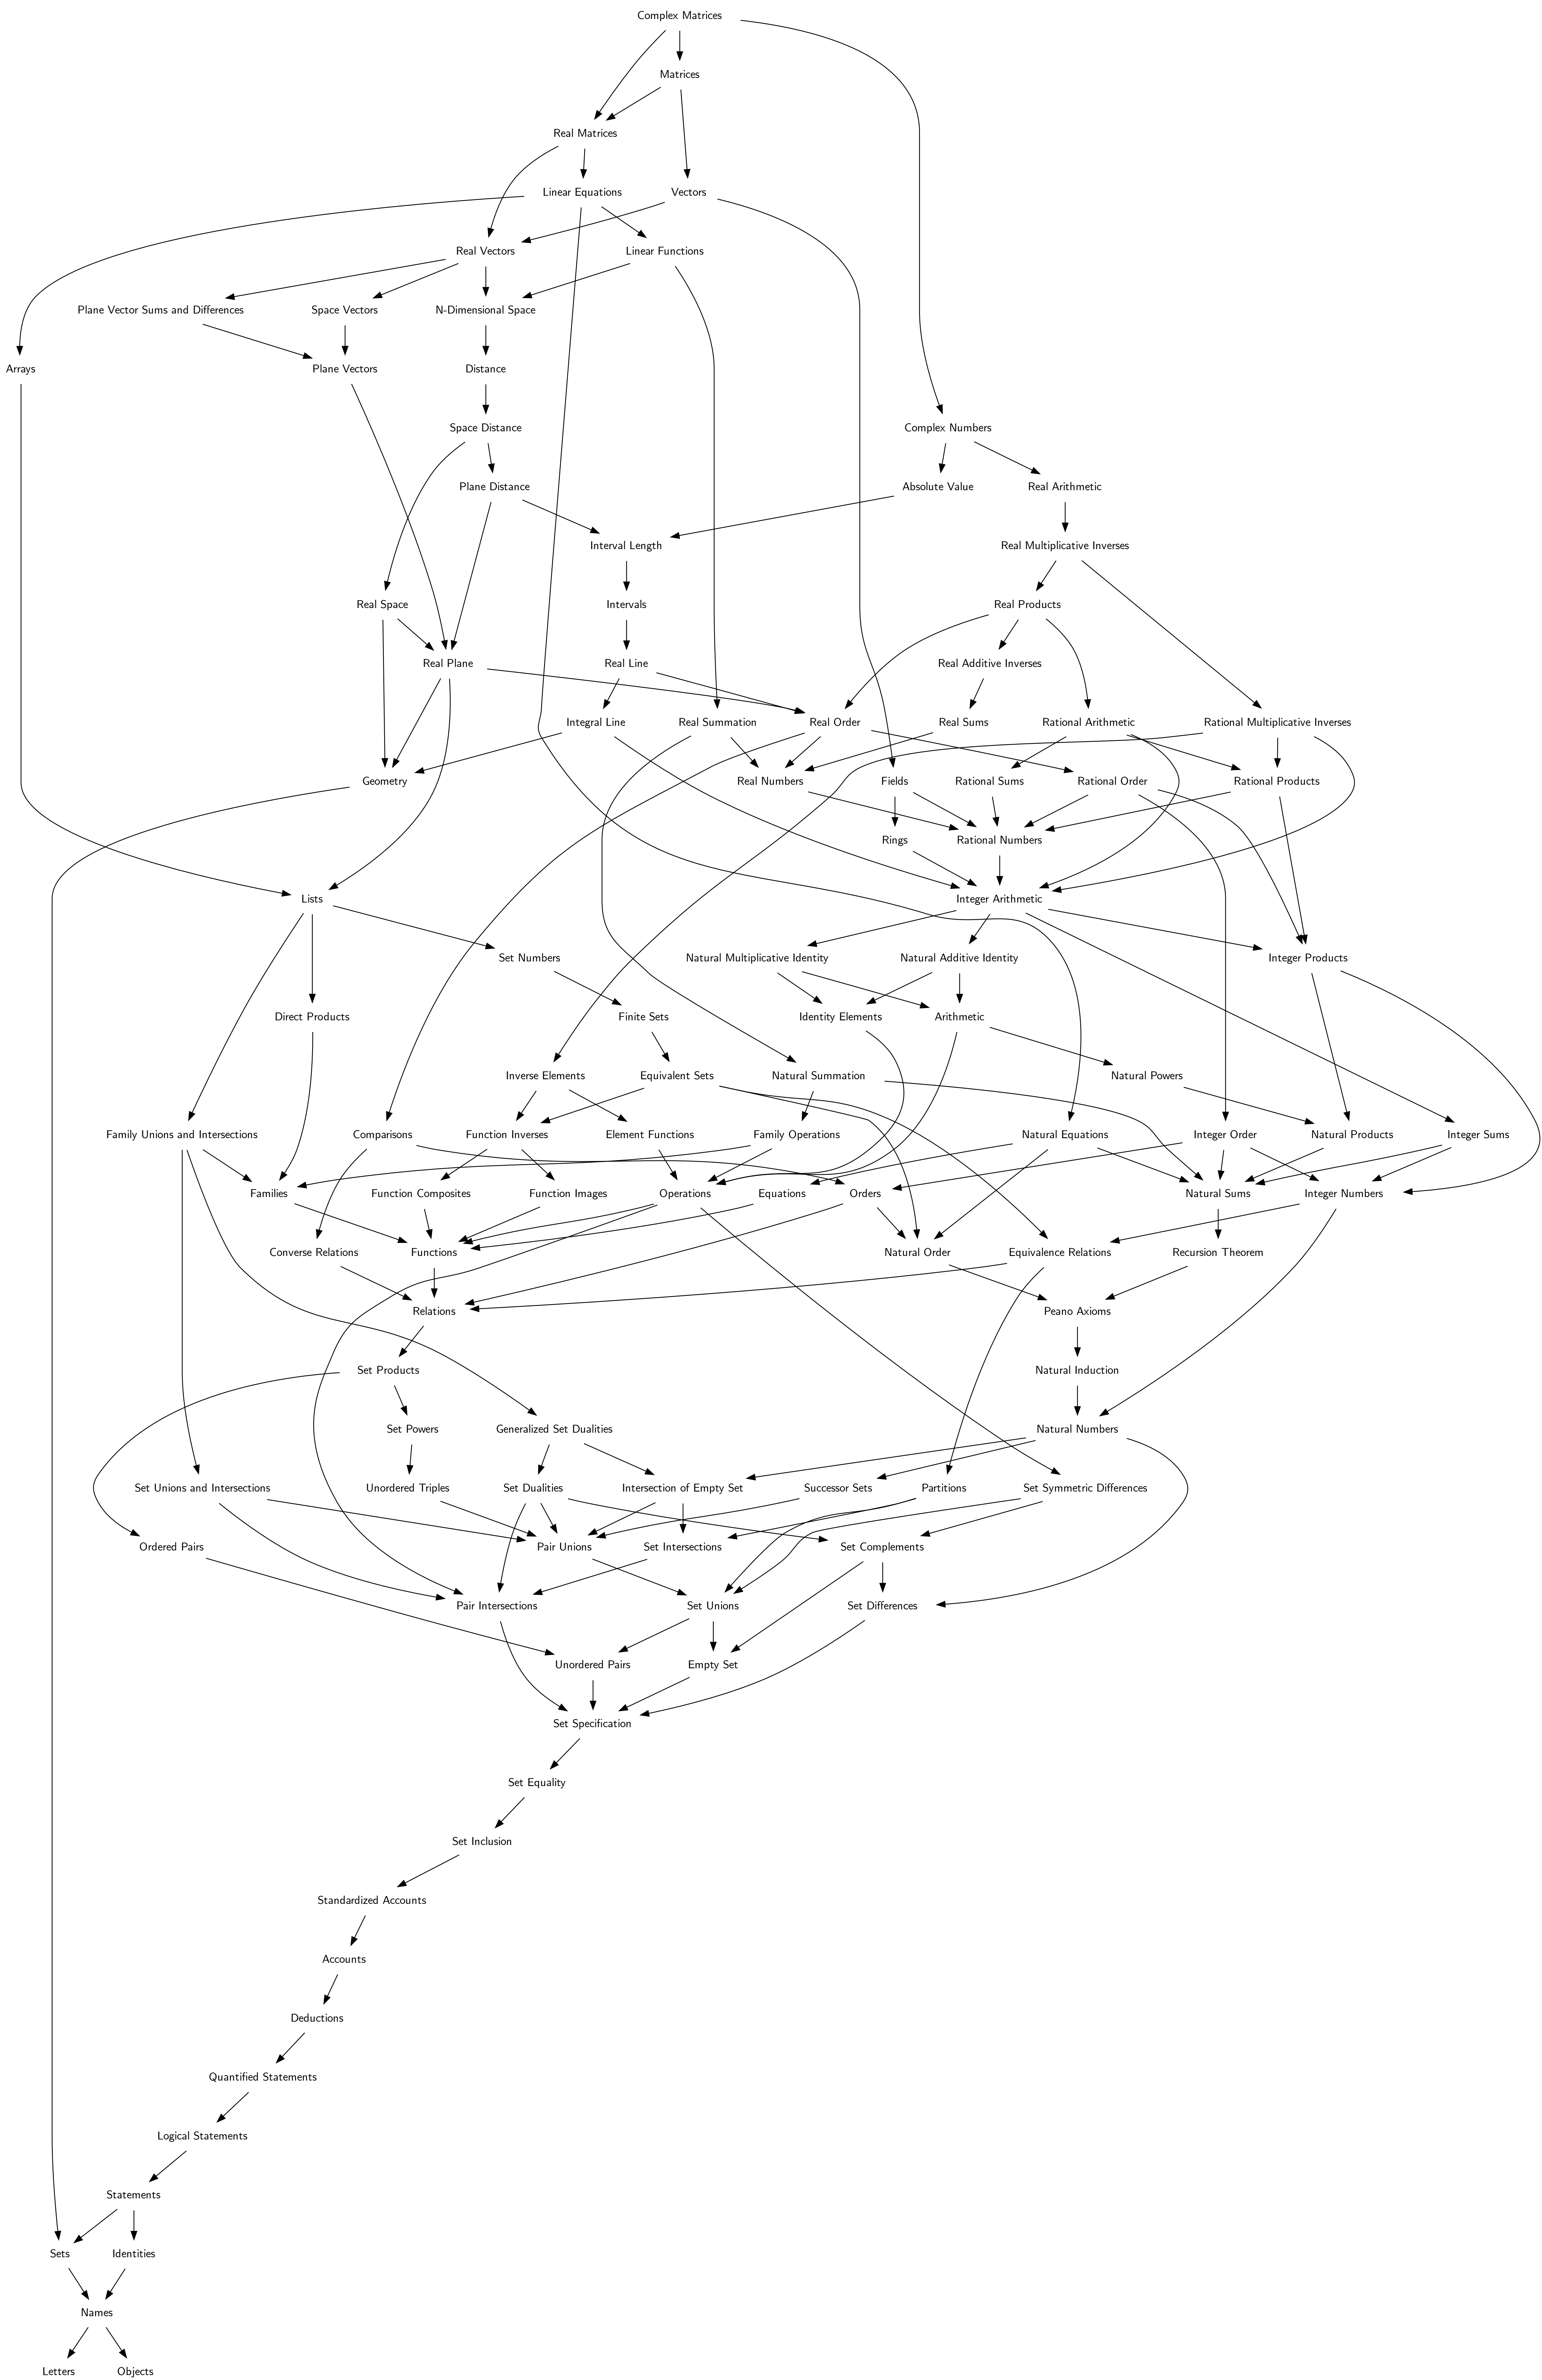 Complex Matrices
Matrices
Real Matrices
Linear Equations
Vectors
Real Vectors
Linear Functions
Plane Vector Sums and Differences
Space Vectors
N-Dimensional Space
Arrays
Plane Vectors
Distance
Space Distance
Complex Numbers
Plane Distance
Absolute Value
Real Arithmetic
Interval Length
Real Multiplicative Inverses
Real Space
Intervals
Real Products
Real Plane
Real Line
Real Additive Inverses
Integral Line
Real Summation
Real Order
Real Sums
Rational Arithmetic
Rational Multiplicative Inverses
Geometry
Real Numbers
Fields
Rational Sums
Rational Order
Rational Products
Rings
Rational Numbers
Lists
Integer Arithmetic
Set Numbers
Natural Multiplicative Identity
Natural Additive Identity
Integer Products
Direct Products
Finite Sets
Identity Elements
Arithmetic
Inverse Elements
Equivalent Sets
Natural Summation
Natural Powers
Family Unions and Intersections
Comparisons
Function Inverses
Element Functions
Family Operations
Natural Equations
Integer Order
Natural Products
Integer Sums
Families
Function Composites
Function Images
Operations
Equations
Orders
Natural Sums
Integer Numbers
Converse Relations
Functions
Natural Order
Equivalence Relations
Recursion Theorem
Relations
Peano Axioms
Set Products
Natural Induction
Set Powers
Generalized Set Dualities
Natural Numbers
Set Unions and Intersections
Unordered Triples
Set Dualities
Intersection of Empty Set
Successor Sets
Partitions
Set Symmetric Differences
Ordered Pairs
Pair Unions
Set Intersections
Set Complements
Pair Intersections
Set Unions
Set Differences
Unordered Pairs
Empty Set
Set Specification
Set Equality
Set Inclusion
Standardized Accounts
Accounts
Deductions
Quantified Statements
Logical Statements
Statements
Sets
Identities
Names
Letters
Objects